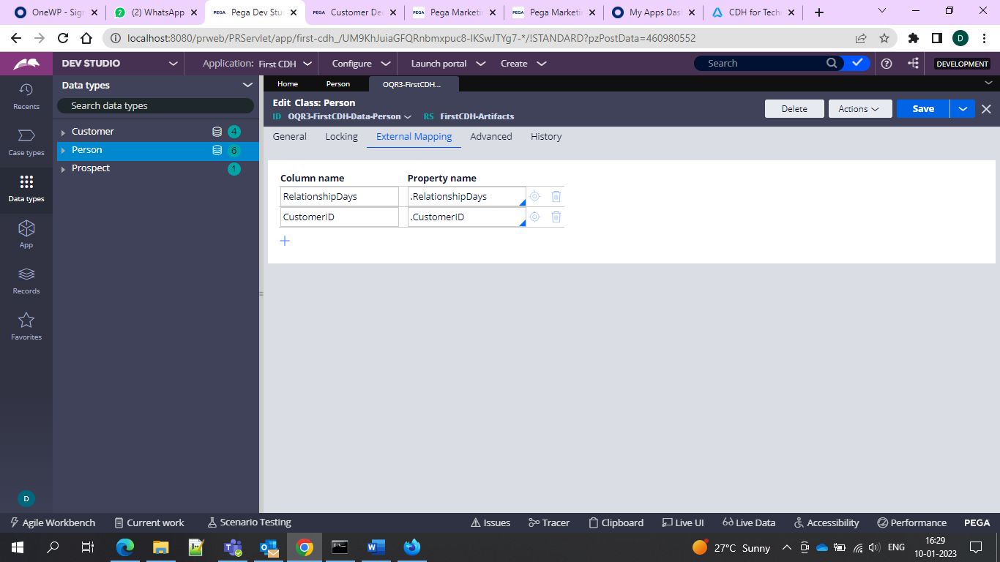 OneWP - Sign
(2) WhatsApp
PEGA Pega Dev Stu
PEGA Customer De
PEGA Pega Marketi
PEGA Pega Marketi
My Apps Das
CDH for Tech
localhost:8080/prweb/PRServlet/app/first-cdh_/UM9KhJuiaGFQRnbmxpuc8-IKSwJTYg7-*/!STANDARD?pzPostData=460980552
D
DEV STUDIO
Application: First CDH
Configure
Launch portal
Create
Search
DEVELOPMENT
Recents
Case types
Data types
App
Records
Favorites
D
Data types
Search data types
Customer 4
Person 6
Prospect 1
Home
Person
OQR3-FirstCDH...
Edit Class: Person
ID OQR3-FirstCDH-Data-Person RS FirstCDH-Artifacts
Delete
Actions
Save
General
Locking
External Mapping
Advanced
History
Column name Property name
RelationshipDays .RelationshipDays
CustomerID .CustomerID
Agile Workbench
Current work
Scenario Testing
Issues
Tracer
Clipboard
Live UI
Live Data
Accessibility
Performance
PEGA
27°C Sunny
ENG
16:29
10-01-2023